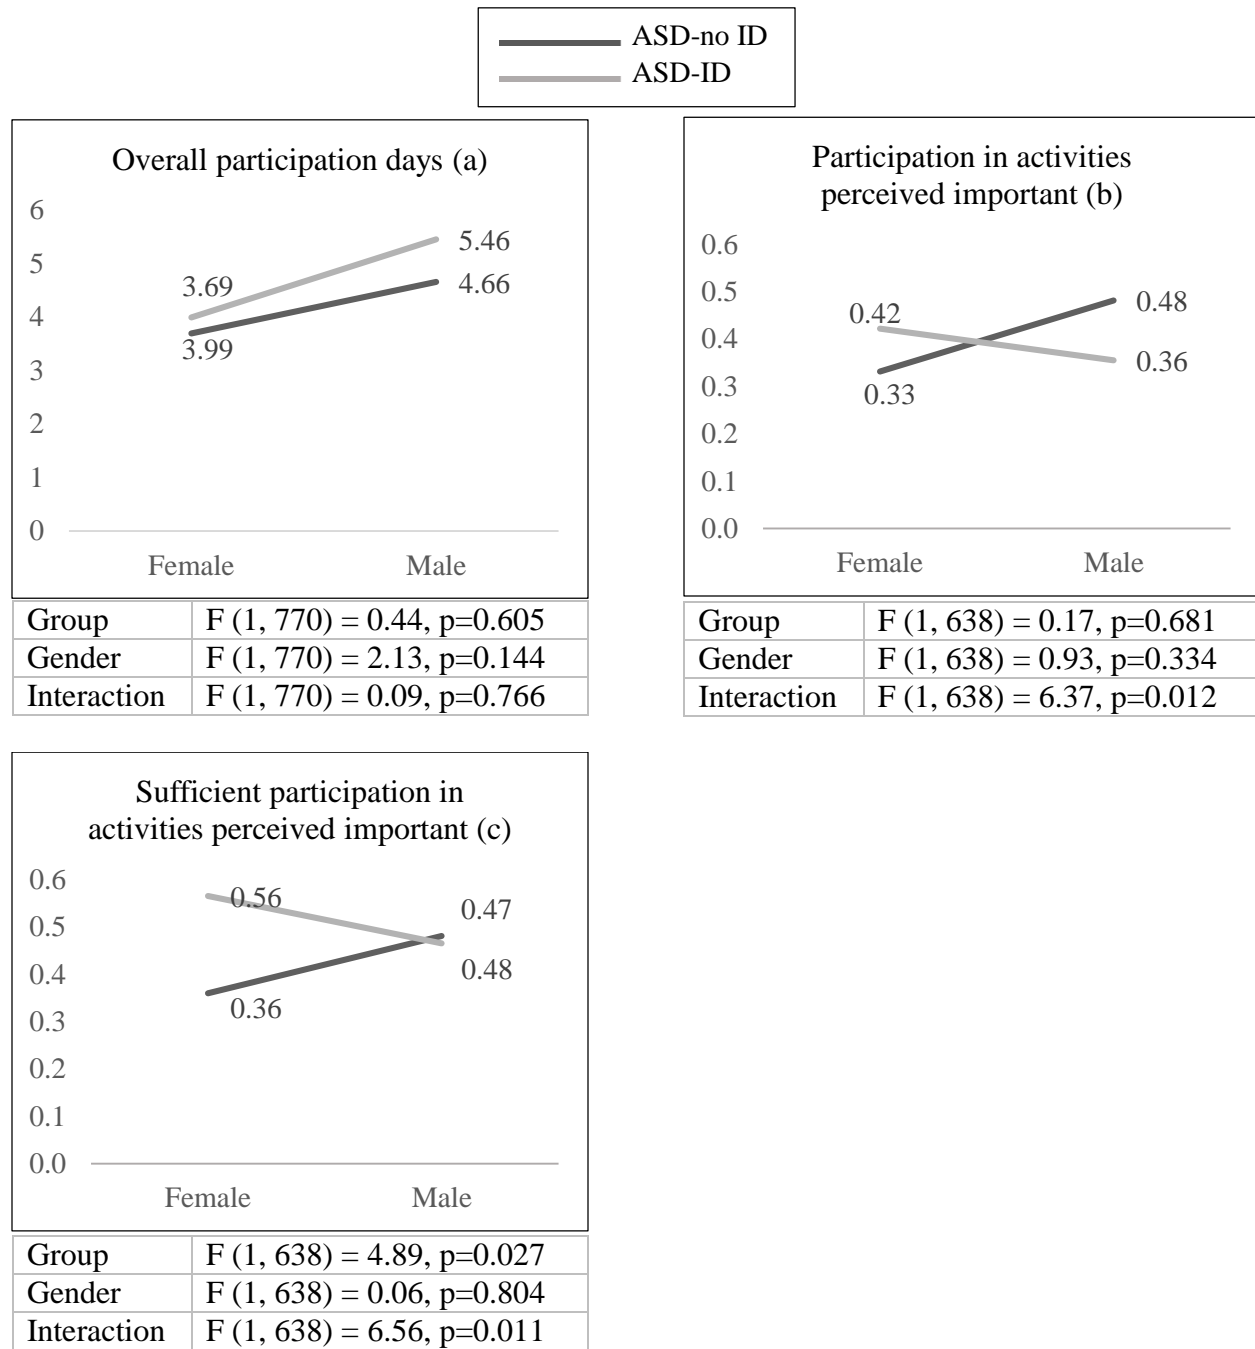 ASD-no ID
ASD-ID
Overall participation days (a)
6
5
4
3
2
1
0
3.69
3.99
5.46
4.66
Female Male
Group F (1, 770) = 0.44, p=0.605
Gender F (1, 770) = 2.13, p=0.144
Interaction F (1, 770) = 0.09, p=0.766
Participation in activities
perceived important (b)
0.6
0.5
0.4
0.3
0.2
0.1
0.0
0.42
0.33
0.48
0.36
Female Male
Group F (1, 638) = 0.17, p=0.681
Gender F (1, 638) = 0.93, p=0.334
Interaction F (1, 638) = 6.37, p=0.012
Sufficient participation in
activities perceived important (c)
0.6
0.5
0.4
0.3
0.2
0.1
0.0
0.56
0.36
0.47
0.48
Female Male
Group F (1, 638) = 4.89, p=0.027
Gender F (1, 638) = 0.06, p=0.804
Interaction F (1, 638) = 6.56, p=0.011